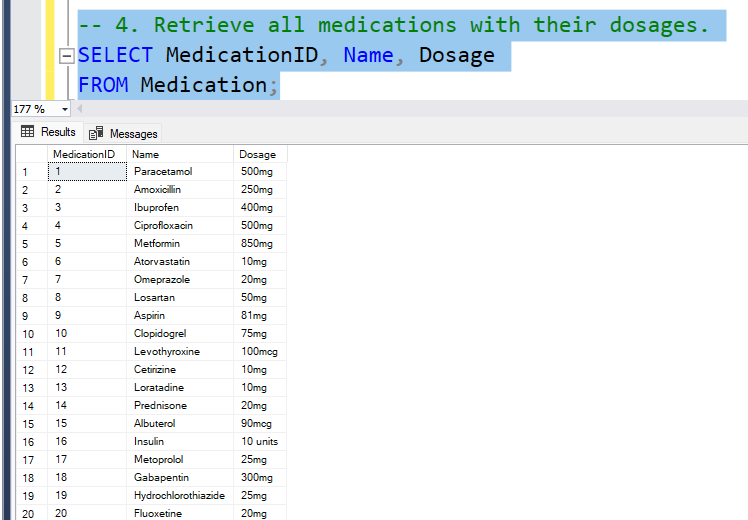 -- 4. Retrieve all medications with their dosages.
SELECT MedicationID, Name, Dosage
FROM Medication;
177 %
Results Messages
MedicationID Name Dosage
1 1 Paracetamol 500mg
2 2 Amoxicillin 250mg
3 3 Ibuprofen 400mg
4 4 Ciprofloxacin 500mg
5 5 Metformin 850mg
6 6 Atorvastatin 10mg
7 7 Omeprazole 20mg
8 8 Losartan 50mg
9 9 Aspirin 81mg
10 10 Clopidogrel 75mg
11 11 Levothyroxine 100mcg
12 12 Cetirizine 10mg
13 13 Loratadine 10mg
14 14 Prednisone 20mg
15 15 Albuterol 90mcg
16 16 Insulin 10 units
17 17 Metoprolol 25mg
18 18 Gabapentin 300mg
19 19 Hydrochlorothiazide 25mg
20 20 Fluoxetine 20mg